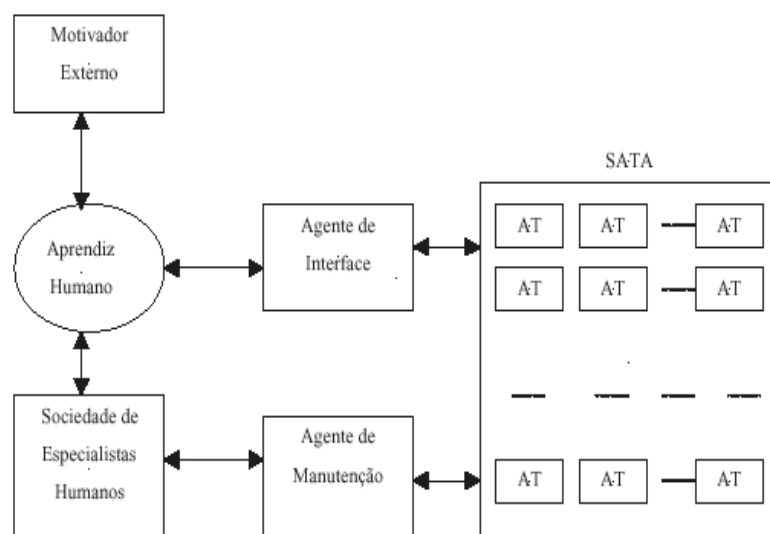 Motivador
Externo
SATA
Aprendiz
Humano
Agente de
Interface
AT AT AT
AT AT AT
Sociedade de
Especialistas
Humanos
Agente de
Manutenção
AT AT AT